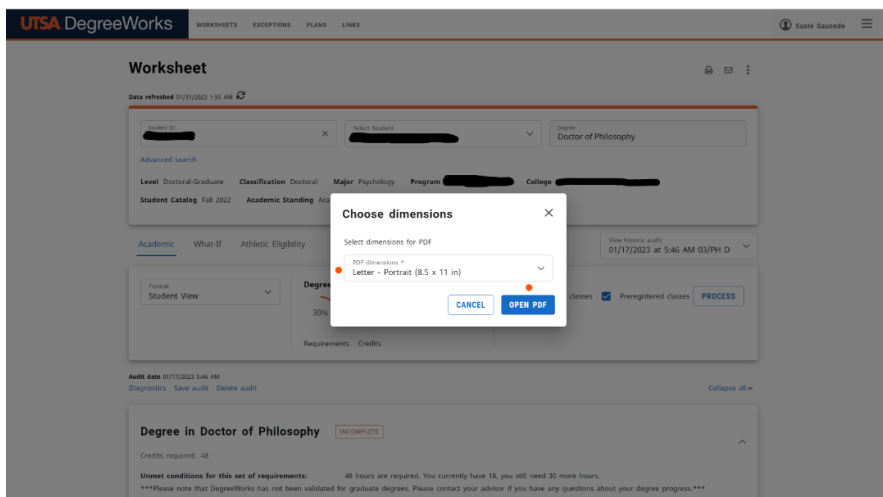 UTSA DegreeWorks WORKSHEETS EXCEPTIONS PLANS LINKS Susie Saucedo
Worksheet
Data refreshed 01/31/2023 1:55 AM
Student ID
Select Student
Degree
Doctor of Philosophy
Advanced search
Level Doctoral-Graduate Classification Doctoral Major Psychology Program College
Student Catalog Fall 2022 Academic Standing Aca
Choose dimensions
Select dimensions for PDF
PDF dimensions *
Letter - Portrait (8.5 x 11 in)
CANCEL OPEN PDF
Academic What-If Athletic Eligibility
View historic audit
01/17/2023 at 5:46 AM 03/PH D
Format
Student View
Degree
30%
Requirements Credits
classes Preregistered classes PROCESS
Audit date 01/17/2023 5:46 AM
Diagnostics Save audit Delete audit Collapse all
Degree in Doctor of Philosophy INCOMPLETE
Credits required: 48
Unmet conditions for this set of requirements: 48 hours are required. You currently have 18, you still need 30 more hours.
***Please note that DegreeWorks has not been validated for graduate degrees. Please contact your advisor if you have any questions about your degree progress.***